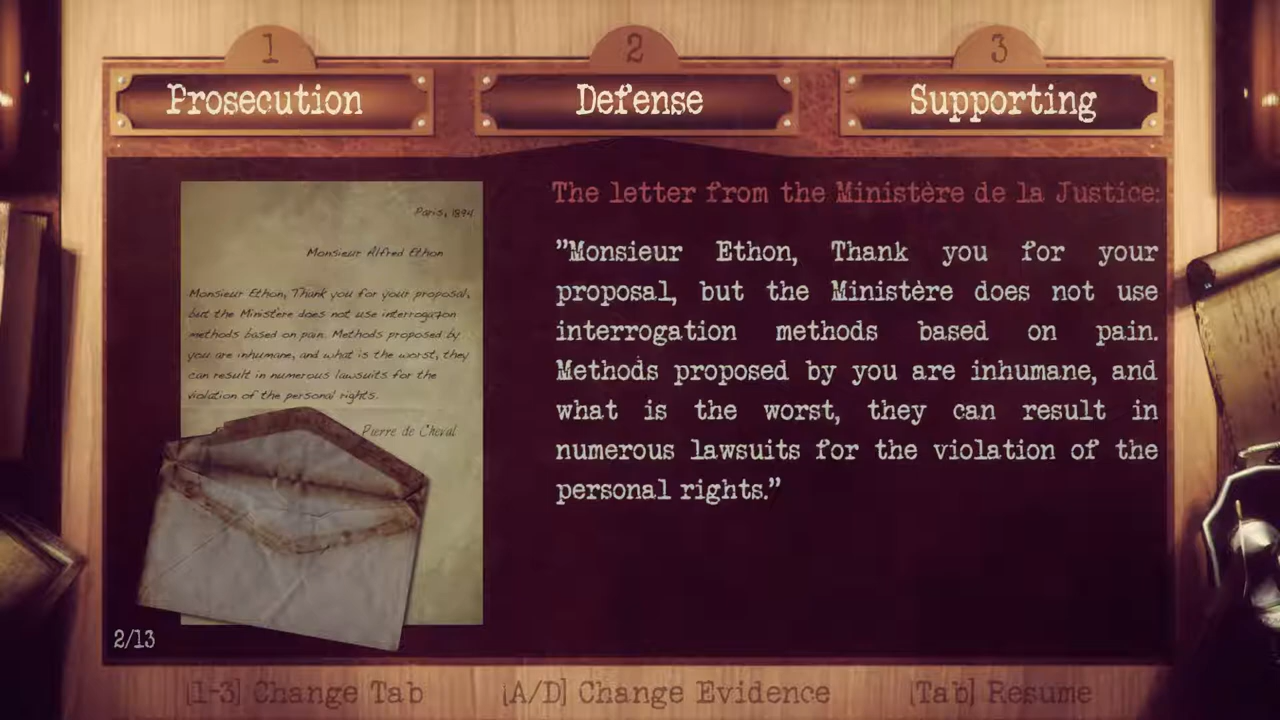 1
2
3
Prosecution
Defense
Supporting
Paris, 1894
Monsieur Alfred Ethon
Monsieur Ethon, Thank you for your proposal,
but the Ministère does not use interrogation
methods based on pain. Methods proposed by
you are inhumane, and what is the worst, they
can result in numerous lawsuits for the
violation of the personal rights.
Pierre de Cheval
The letter from the Ministère de la Justice:
"Monsieur Ethon, Thank you for your
proposal, but the Ministère does not use
interrogation methods based on pain.
Methods proposed by you are inhumane, and
what is the worst, they can result in
numerous lawsuits for the violation of the
personal rights."
2/13
[1-3] Change Tab
[A/D] Change Evidence
[Tab] Resume